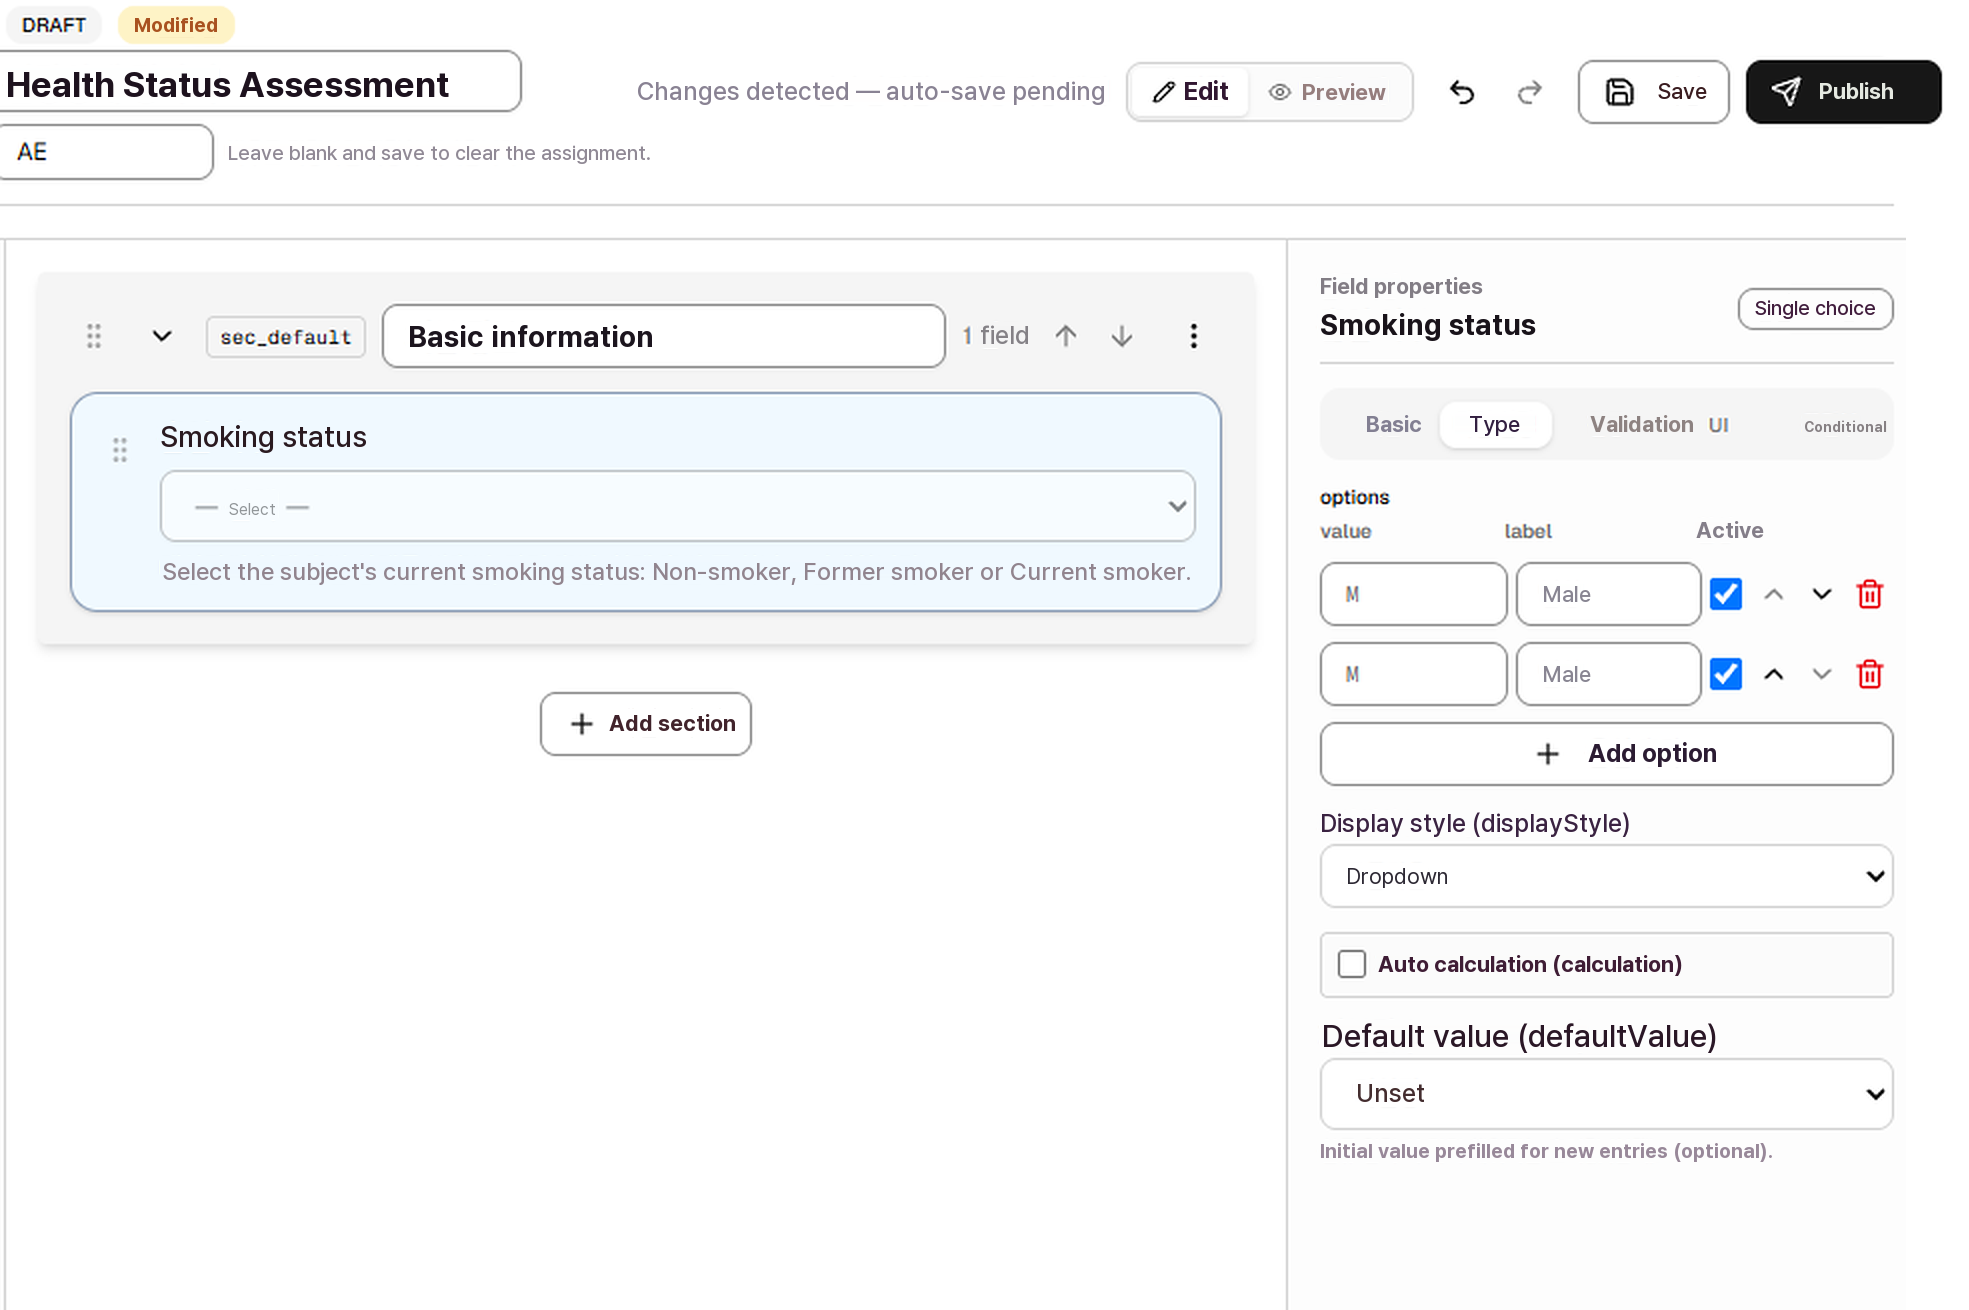 DRAFT Modified
Health Status Assessment
Changes detected — auto-save pending
Edit
Preview
Save
Publish
AE
Leave blank and save to clear the assignment.
sec_default
Basic information
1 field
Smoking status
— Select —
Select the subject's current smoking status: Non-smoker, Former smoker or Current smoker.
Add section
Field properties
Smoking status
Single choice
Basic Type Validation UI Conditional
options
value label Active
M Male
M Male
Add option
Display style (displayStyle)
Dropdown
Auto calculation (calculation)
Default value (defaultValue)
Unset
Initial value prefilled for new entries (optional).